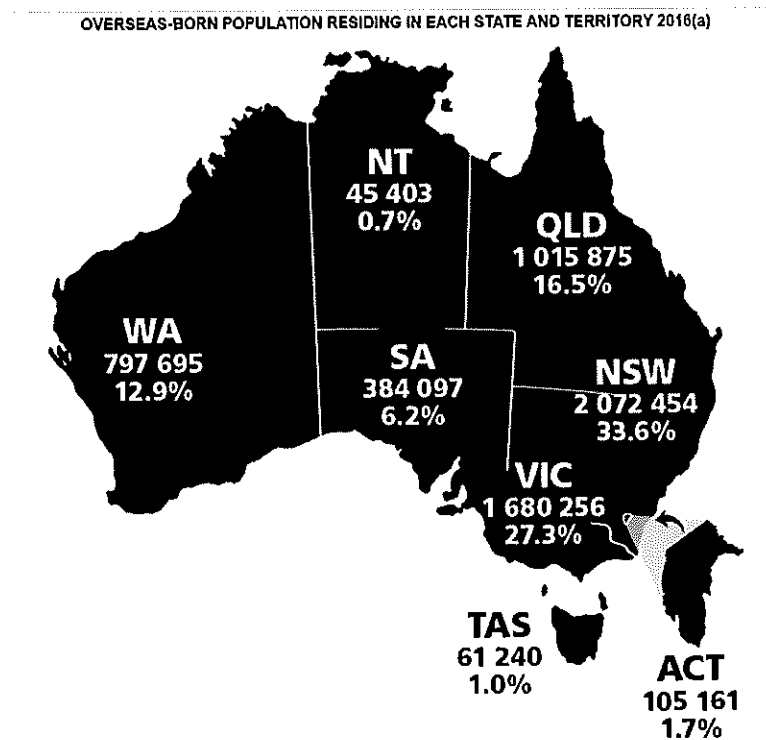 OVERSEAS-BORN POPULATION RESIDING IN EACH STATE AND TERRITORY 2016(a)
NT
45 403
0.7%
QLD
1 015 875
16.5%
WA
797 695
12.9%
SA
384 097
6.2%
NSW
2 072 454
33.6%
VIC
1 680 256
27.3%
TAS
61 240
1.0%
ACT
105 161
1.7%